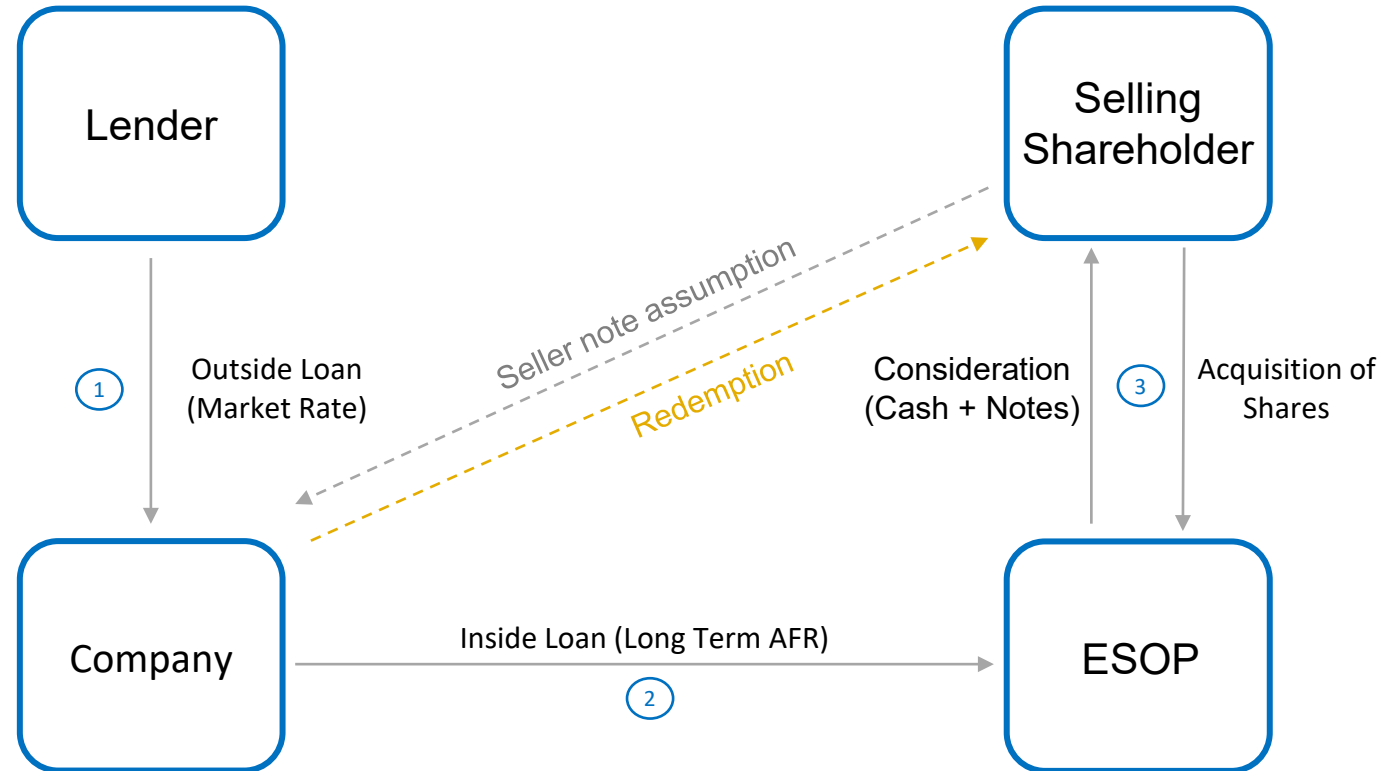 Lender
Selling
Shareholder
Seller note assumption
Redemption
1
Outside Loan
(Market Rate)
Consideration
(Cash + Notes)
3
Acquisition of
Shares
Company
Inside Loan (Long Term AFR)
2
ESOP